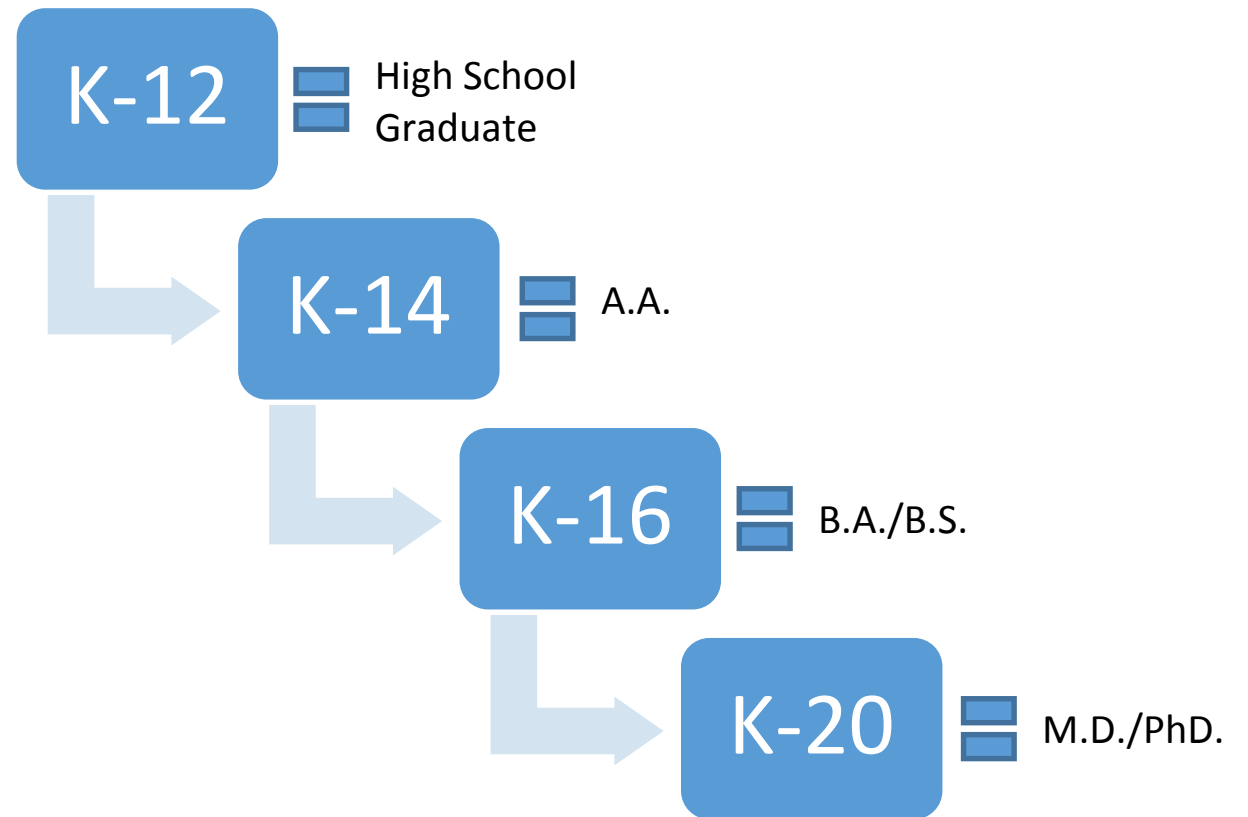 K-12
High School
Graduate
K-14
A.A.
K-16
B.A./B.S.
K-20
M.D./PhD.